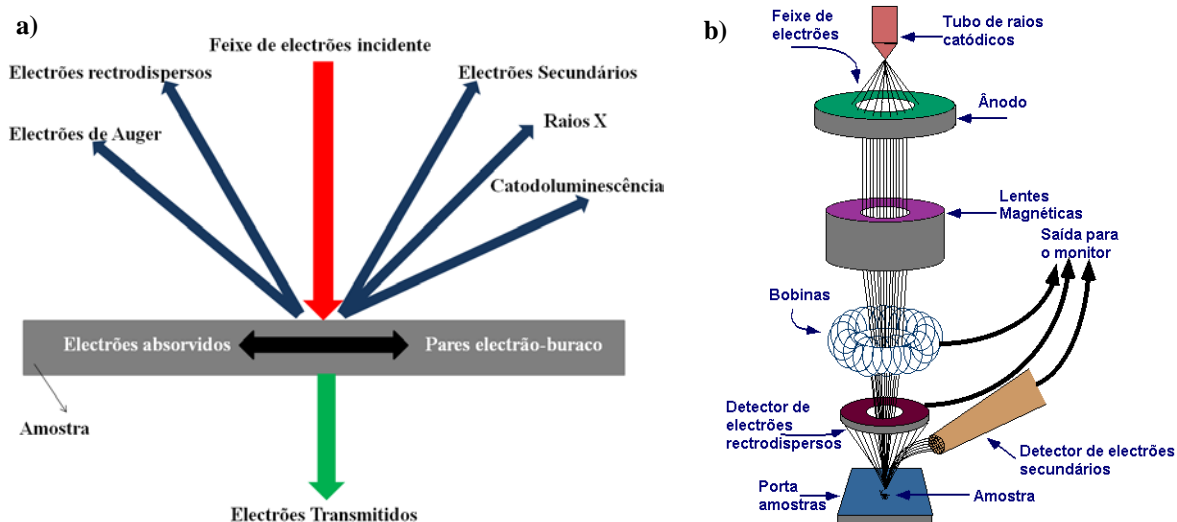 a)
Feixe de electrões incidente
Electrões rectrodispersos
Electrões Secundários
Electrões de Auger
Raios X
Catodoluminescência
Electrões absorvidos
Pares electrão-buraco
Amostra
Electrões Transmitidos
b)
Feixe de
electrões
Tubo de raios
catódicos
Ânodo
Lentes
Magnéticas
Saída para
o monitor
Bobinas
Detector de
electrões
rectrodispersos
Detector de electrões
secundários
Porta
amostras
Amostra